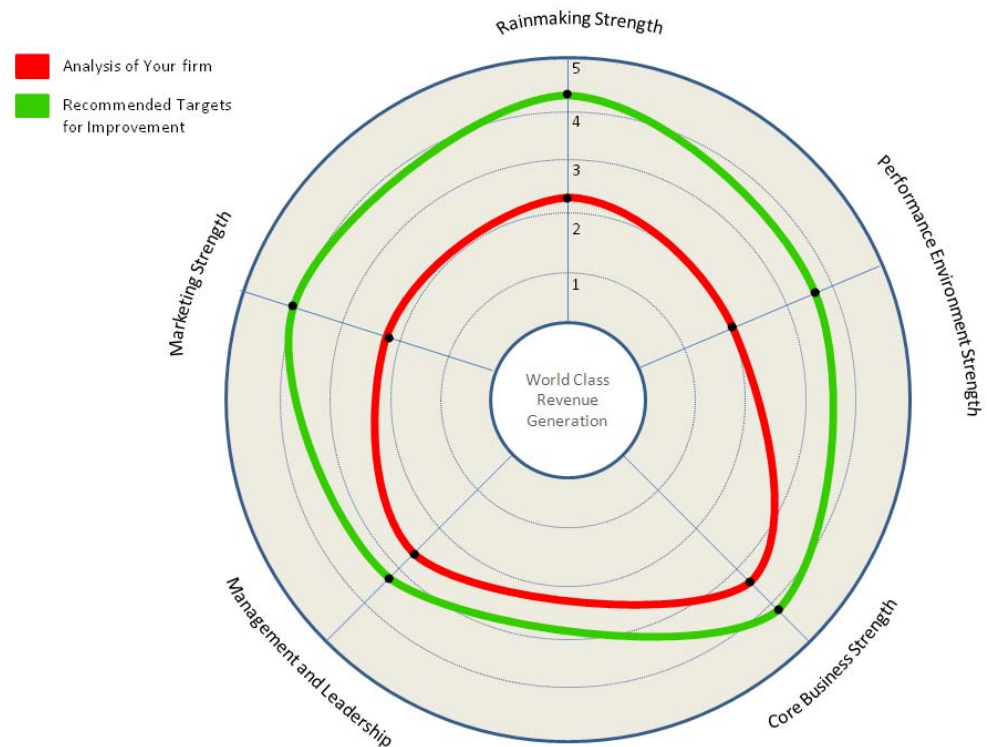 Rainmaking Strength
Analysis of Your firm
Recommended Targets
for Improvement
5
4
3
2
1
Performance Environment Strength
Marketing Strength
World Class
Revenue
Generation
Management and Leadership
Core Business Strength